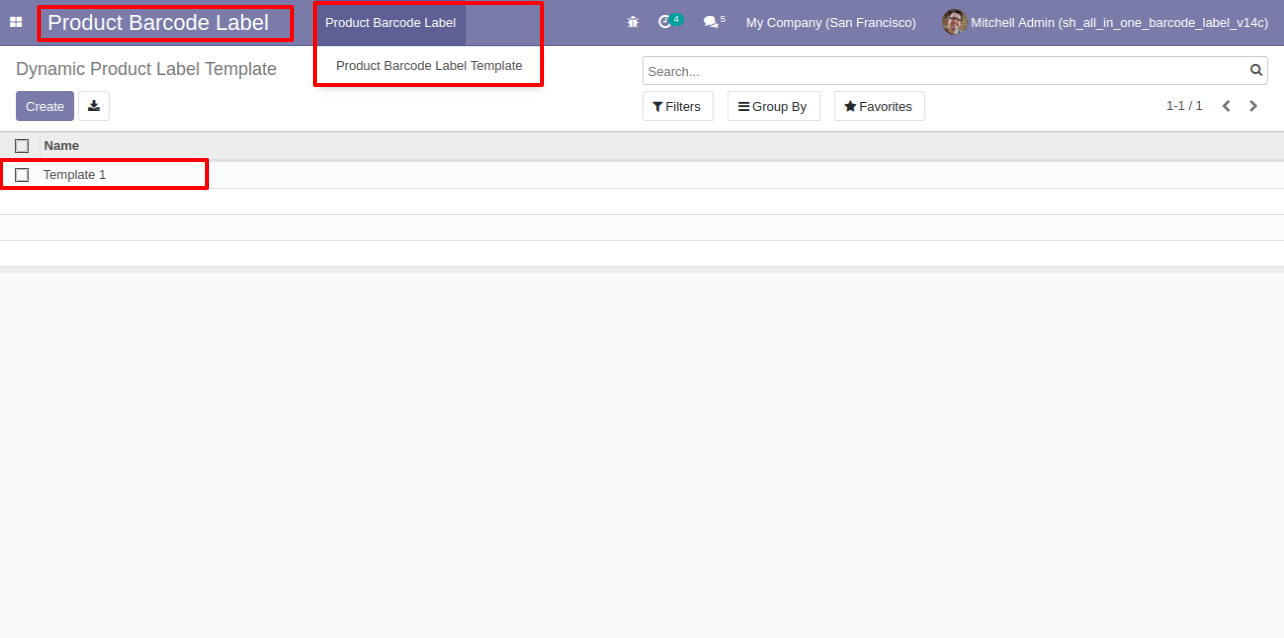 Product Barcode Label
Product Barcode Label
4
5
My Company (San Francisco)
Mitchell Admin (sh_all_in_one_barcode_label_v14c)
Product Barcode Label Template
Dynamic Product Label Template
Search...
Create
Filters
Group By
Favorites
1-1 / 1
Name
Template 1